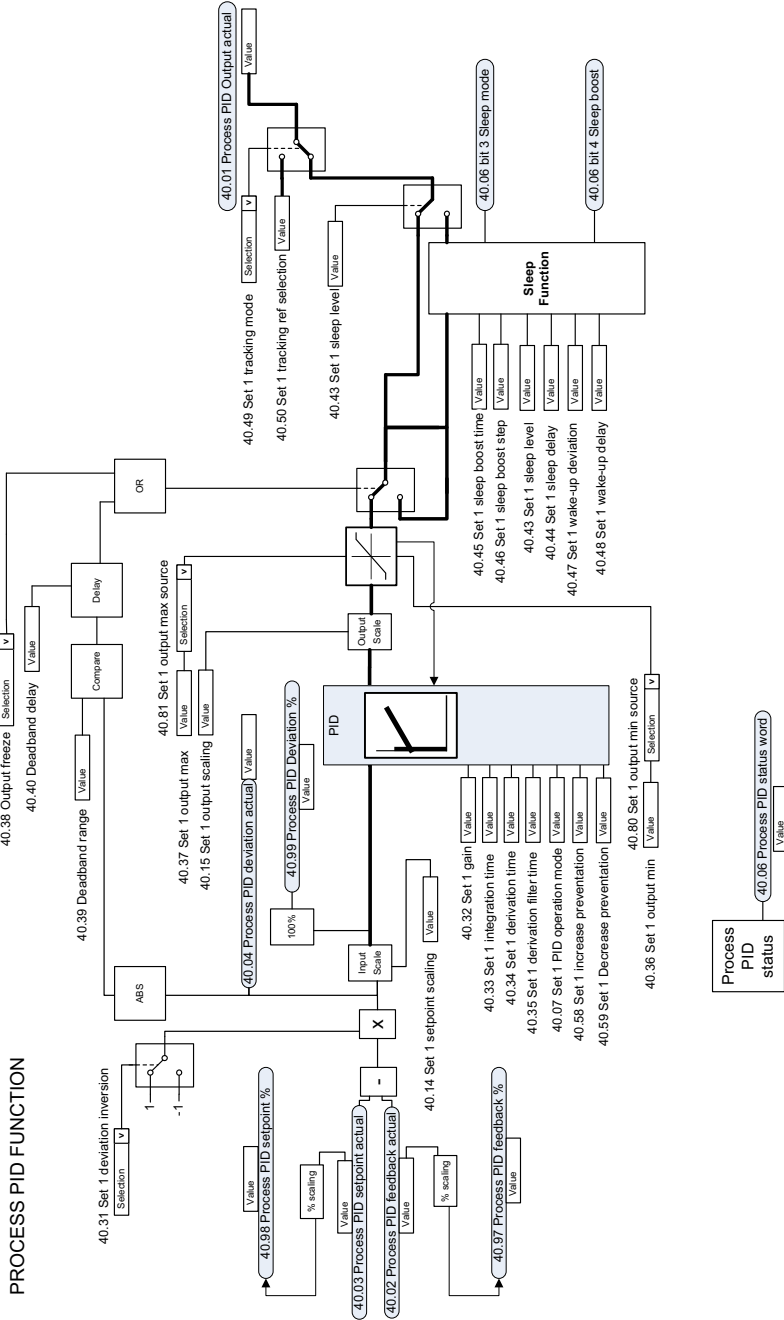 PROCESS PID FUNCTION
40.31 Set 1 deviation inversion
Selection v
1
-1
Value
40.98 Process PID setpoint %
% scaling
Value
40.03 Process PID setpoint actual
40.02 Process PID feedback actual
Value
% scaling
40.97 Process PID feedback %
Value
-
X
ABS
40.04 Process PID deviation actual Value
40.14 Set 1 setpoint scaling
Value
Input Scale
100%
40.99 Process PID Deviation %
Value
40.38 Output freeze Selection v
40.40 Deadband delay Value
40.39 Deadband range Value
Compare
Delay
OR
40.81 Set 1 output max source
40.37 Set 1 output max Value Selection v
40.15 Set 1 output scaling Value
PID
Output Scale
40.32 Set 1 gain Value
40.33 Set 1 integration time Value
40.34 Set 1 derivation time Value
40.35 Set 1 derivation filter time Value
40.07 Set 1 PID operation mode Value
40.58 Set 1 increase preventation Value
40.59 Set 1 Decrease preventation Value
40.80 Set 1 output min source
40.36 Set 1 output min Value Selection v
40.01 Process PID Output actual
Value
40.49 Set 1 tracking mode Selection v
40.50 Set 1 tracking ref selection Value
40.43 Set 1 sleep level Value
40.45 Set 1 sleep boost time Value
40.46 Set 1 sleep boost step Value
40.43 Set 1 sleep level Value
40.44 Set 1 sleep delay Value
40.47 Set 1 wake-up deviation Value
40.48 Set 1 wake-up delay Value
Sleep
Function
40.06 bit 3 Sleep mode
40.06 bit 4 Sleep boost
Process
PID
status
40.06 Process PID status word
Value